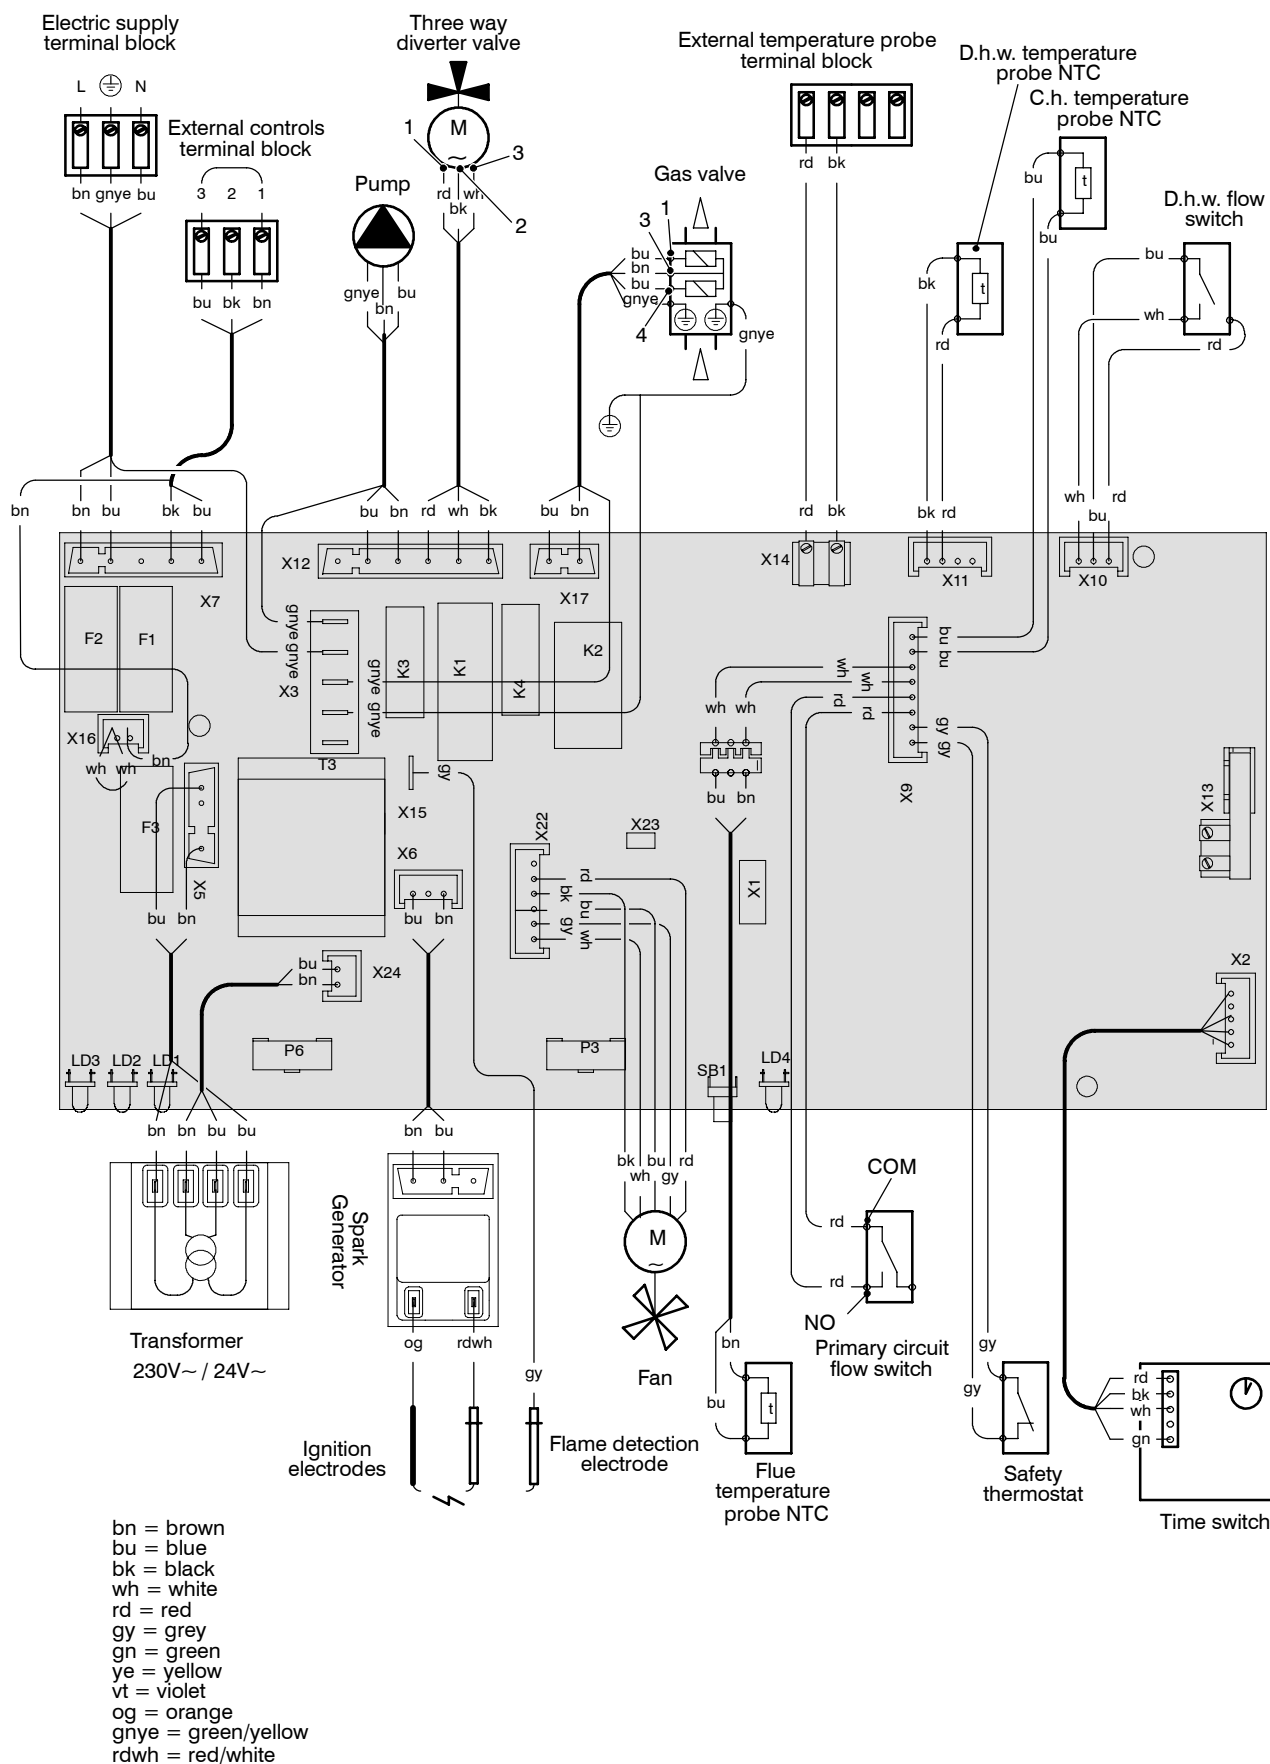 Electric supply
terminal block
Three way
diverter valve
External temperature probe
terminal block
D.h.w. temperature
probe NTC
C.h. temperature
probe NTC
L N
External controls
terminal block
1
M
~
3
2
rd wh
bk
rd bk
bu
bu
t
D.h.w. flow
switch
bn gnye bu
3 2 1
Pump
Gas valve
1
3
bu
bn
bu
gnye
4
gnye
bu bk bn
gnye bu
bn
bk
t
rd
bu
wh
rd
bn
bn bu bk bu
bu bn rd wh bk
bu bn
rd bk
bk rd
wh rd
bu
X7
X12
X17
X14
X11
X10
F2 F1
gnye
gnye
X3
gnye
gnye
K3
K1
K4
K2
wh
wh
rd
rd
bu
bu
gy
gy
X9
X16
wh wh
bn
wh wh
bu bn
T3
gy
X15
F3
X5
bu bn
X6
bu bn
X22
rd
bk
bu
gy
wh
X23
X1
X13
bu
bn
X24
X2
P6
P3
LD3 LD2 LD1
SB1
LD4
bn bn bu bu
bn bu
bk bu rd
wh gy
M
~
COM
rd
rd
NO
Spark
Generator
Transformer
230V~ / 24V~
og rdwh
gy
Fan
Primary circuit
flow switch
bn
bu
t
gy
gy
rd
bk
wh
gn
Ignition
electrodes
Flame detection
electrode
Flue
temperature
probe NTC
Safety
thermostat
Time switch
bn = brown
bu = blue
bk = black
wh = white
rd = red
gy = grey
gn = green
ye = yellow
vt = violet
og = orange
gnye = green/yellow
rdwh = red/white